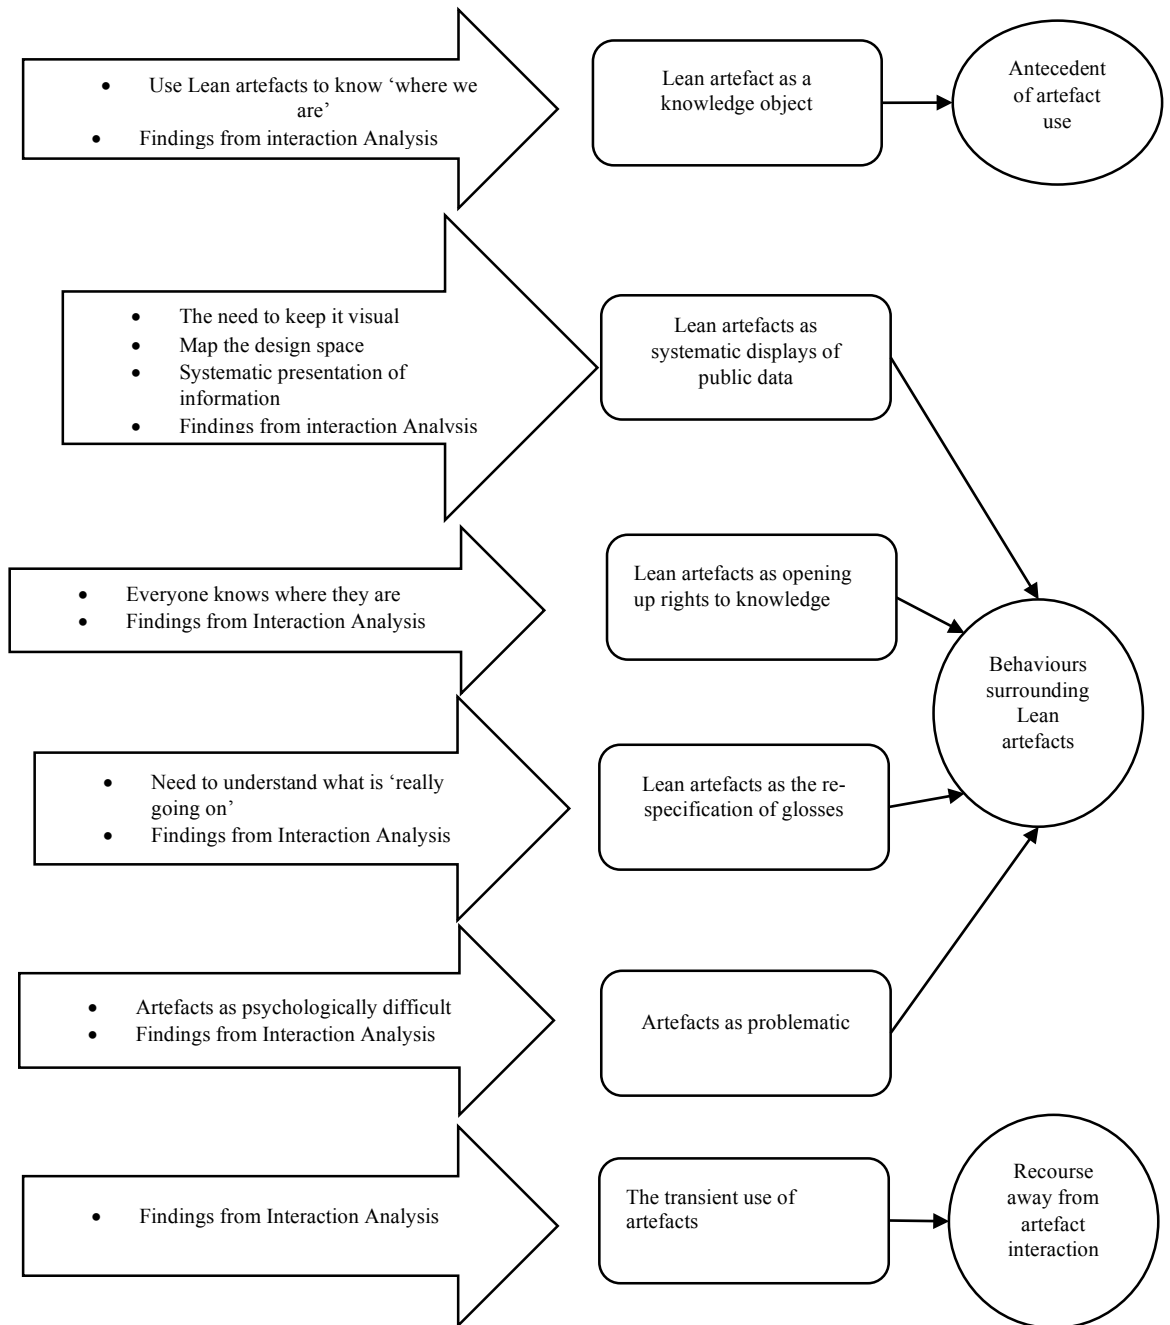 • Use Lean artefacts to know ‘where we
are’
• Findings from interaction Analysis
Lean artefact as a
knowledge object
Antecedent
of artefact
use
• The need to keep it visual
• Map the design space
• Systematic presentation of
information
• Findings from interaction Analysis
Lean artefacts as
systematic displays of
public data
• Everyone knows where they are
• Findings from Interaction Analysis
Lean artefacts as opening
up rights to knowledge
Behaviours
surrounding
Lean
artefacts
• Need to understand what is ‘really
going on’
• Findings from Interaction Analysis
Lean artefacts as the re-
specification of glosses
• Artefacts as psychologically difficult
• Findings from Interaction Analysis
Artefacts as problematic
• Findings from Interaction Analysis
The transient use of
artefacts
Recourse
away from
artefact
interaction